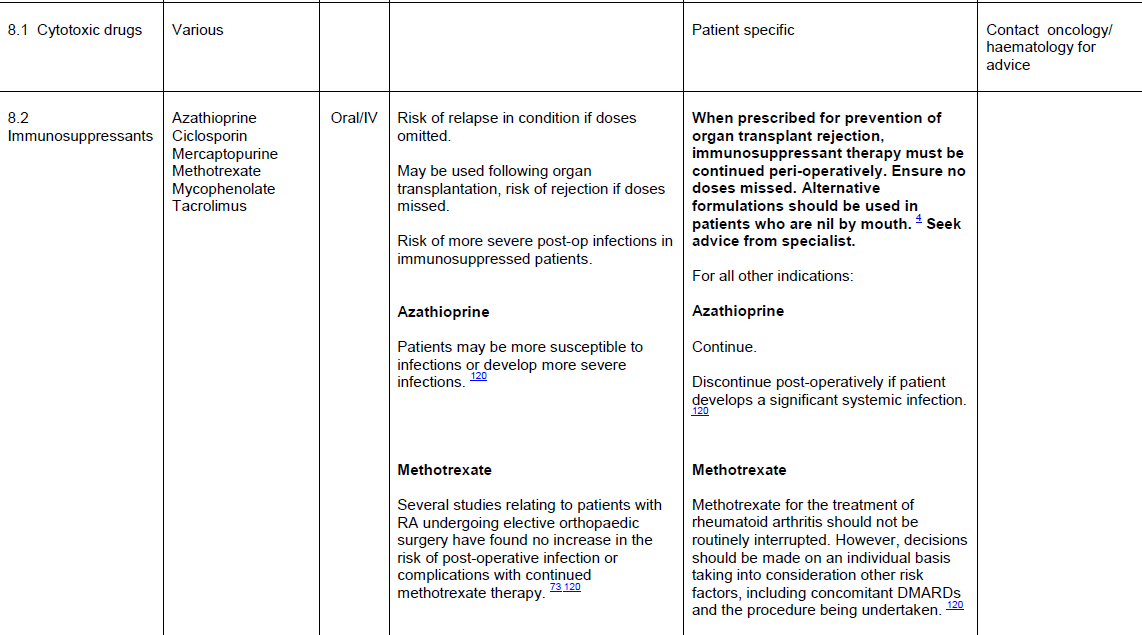 8.1 Cytotoxic drugs
Various
Patient specific
Contact oncology/
haematology for
advice
8.2
Immunosuppressants
Azathioprine
Ciclosporin
Mercaptopurine
Methotrexate
Mycophenolate
Tacrolimus
Oral/IV
Risk of relapse in condition if doses
omitted.
May be used following organ
transplantation, risk of rejection if doses
missed.
Risk of more severe post-op infections in
immunosuppressed patients.
Azathioprine
Patients may be more susceptible to
infections or develop more severe
infections. 120
Methotrexate
Several studies relating to patients with
RA undergoing elective orthopaedic
surgery have found no increase in the
risk of post-operative infection or
complications with continued
methotrexate therapy. 73,120
When prescribed for prevention of
organ transplant rejection,
immunosuppressant therapy must be
continued peri-operatively. Ensure no
doses missed. Alternative
formulations should be used in
patients who are nil by mouth. 4 Seek
advice from specialist.
For all other indications:
Azathioprine
Continue.
Discontinue post-operatively if patient
develops a significant systemic infection.
120
Methotrexate
Methotrexate for the treatment of
rheumatoid arthritis should not be
routinely interrupted. However, decisions
should be made on an individual basis
taking into consideration other risk
factors, including concomitant DMARDs
and the procedure being undertaken. 120